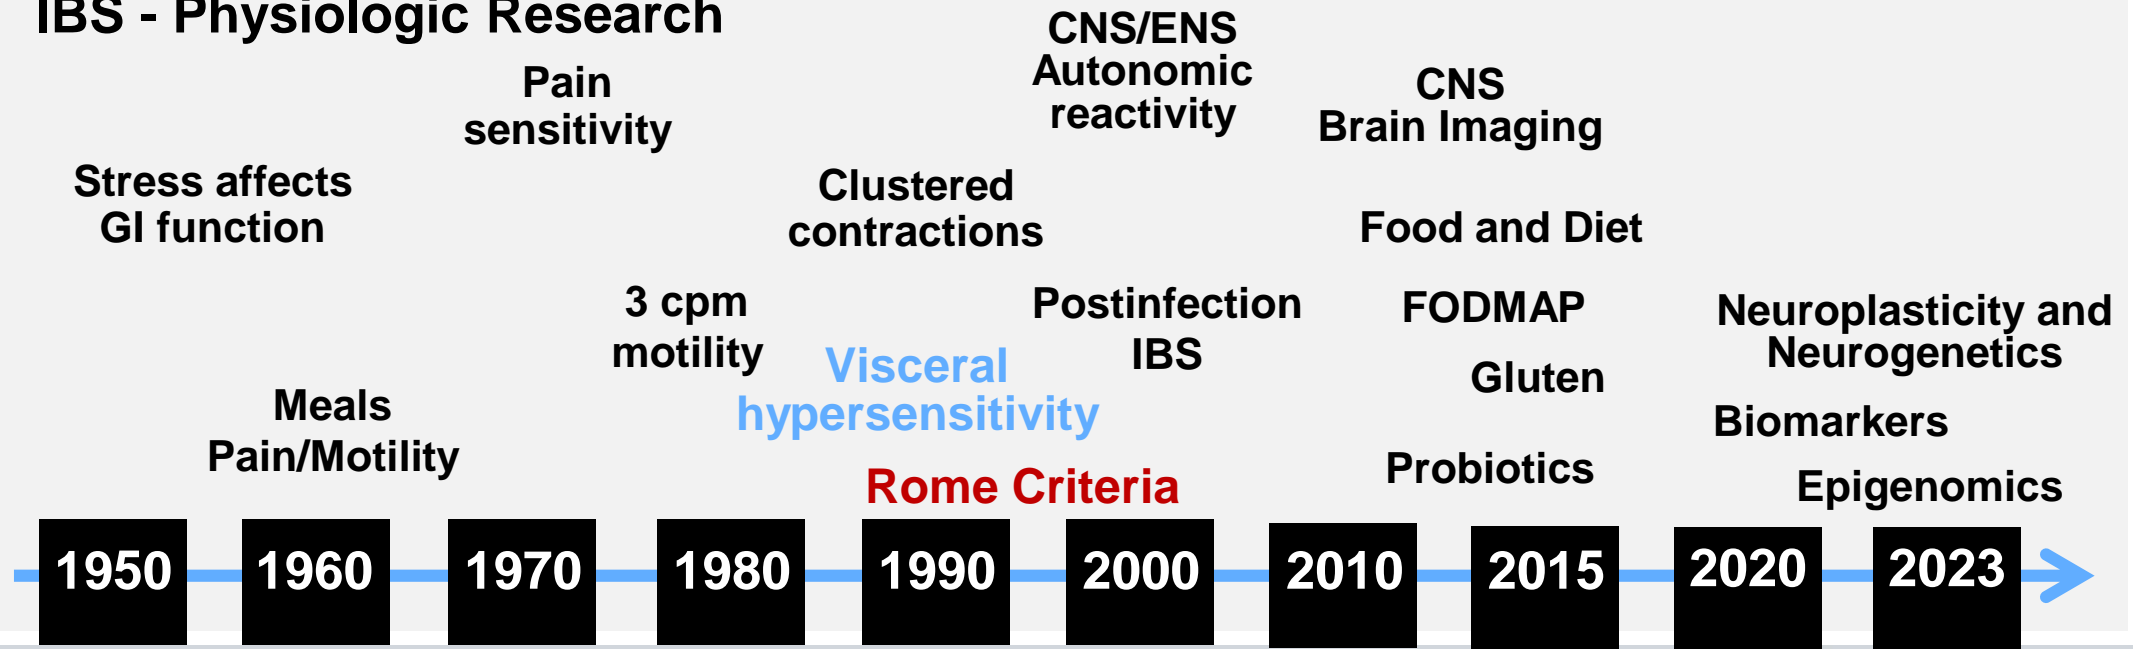 IBS - Physiologic Research
Stress affects
GI function
Meals
Pain/Motility
Pain
sensitivity
3 cpm
motility
Clustered
contractions
Visceral
hypersensitivity
Rome Criteria
CNS/ENS
Autonomic
reactivity
Postinfection
IBS
CNS
Brain Imaging
Food and Diet
FODMAP
Gluten
Probiotics
Neuroplasticity and
Neurogenetics
Biomarkers
Epigenomics
1950 1960 1970 1980 1990 2000 2010 2015 2020 2023